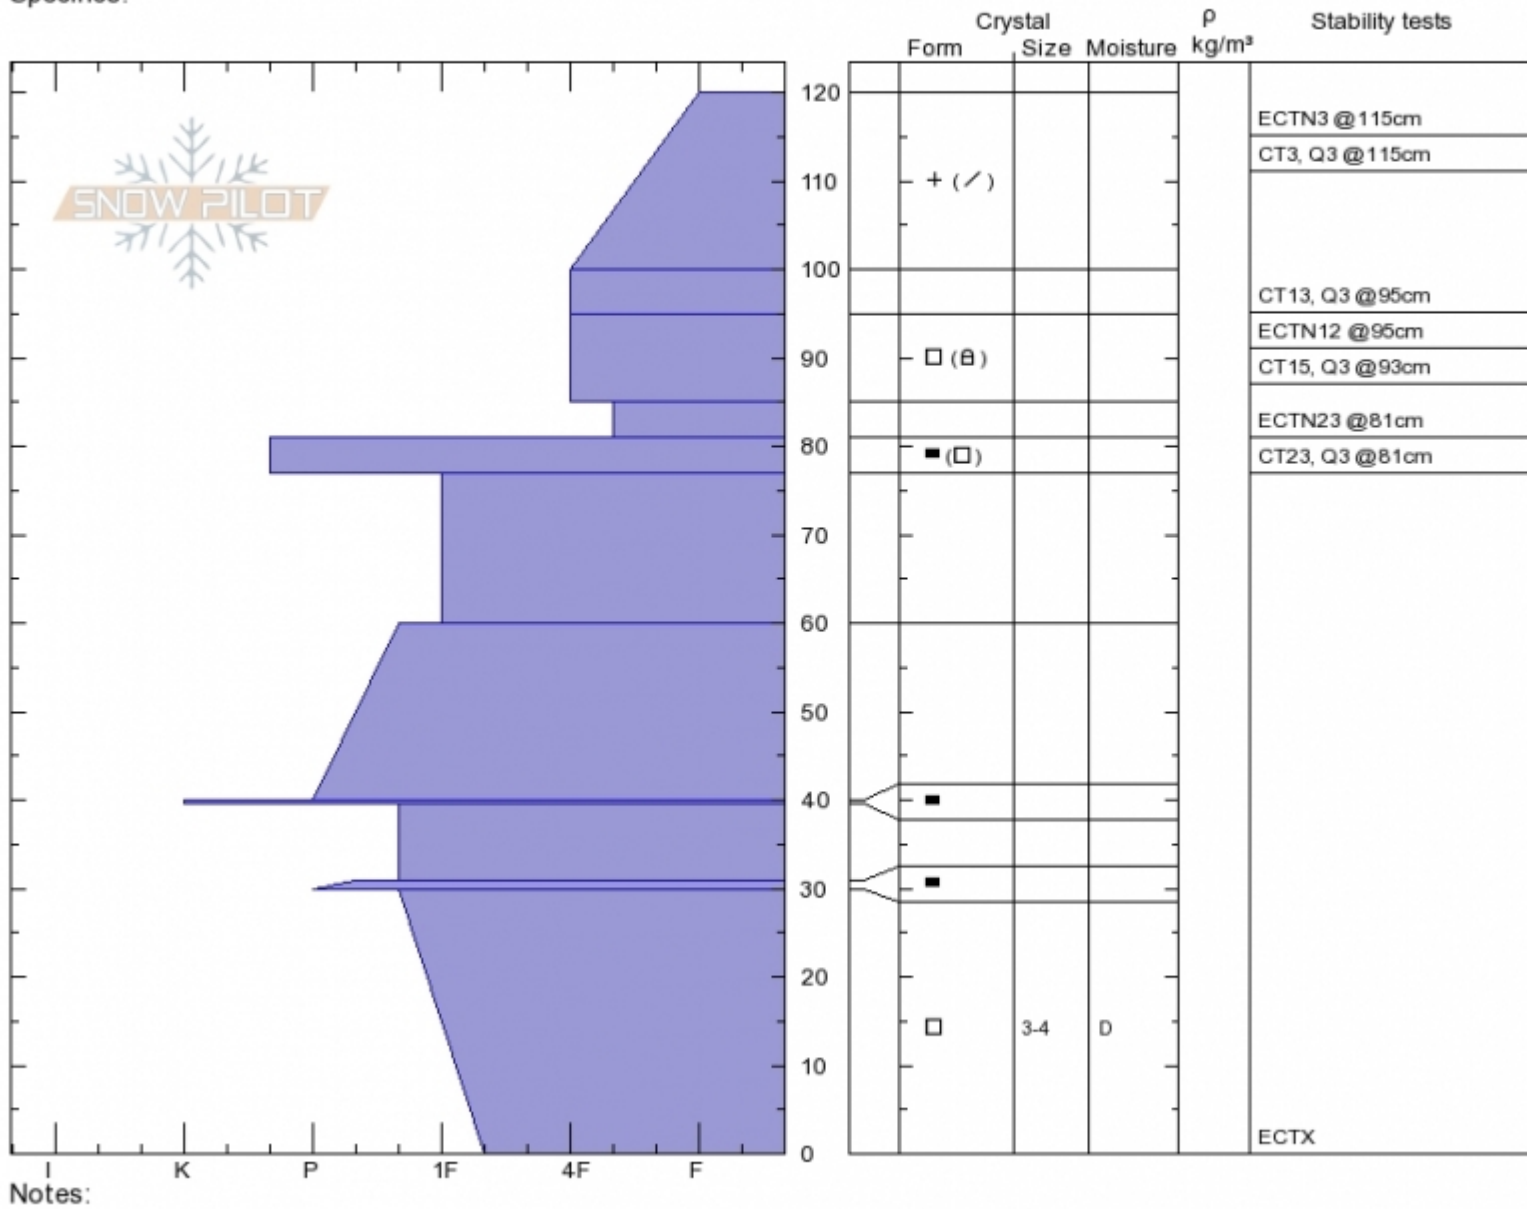 Crystal ρ Stability tests
Form Size Moisture kg/m³
SNOW PILOT
120
110
100
90
80
70
60
50
40
30
20
10
0
+ (/)
3-4 D
ECTN3 @115cm
CT3, Q3 @115cm
CT13, Q3 @95cm
ECTN12 @95cm
CT15, Q3 @93cm
ECTN23 @81cm
CT23, Q3 @81cm
ECTX
I K P 1F 4F F
Notes: